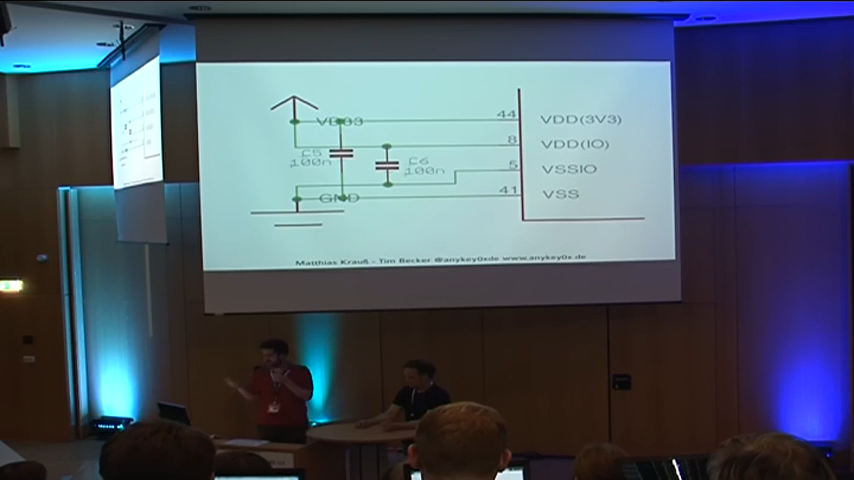 44 VDD(3V3)
VDD33
8 VDD(IO)
C5
100n
C6
100n
5 VSSIO
41 VSS
GND
Matthias Krauß - Tim Becker @anykey0xde www.anykey0x.de